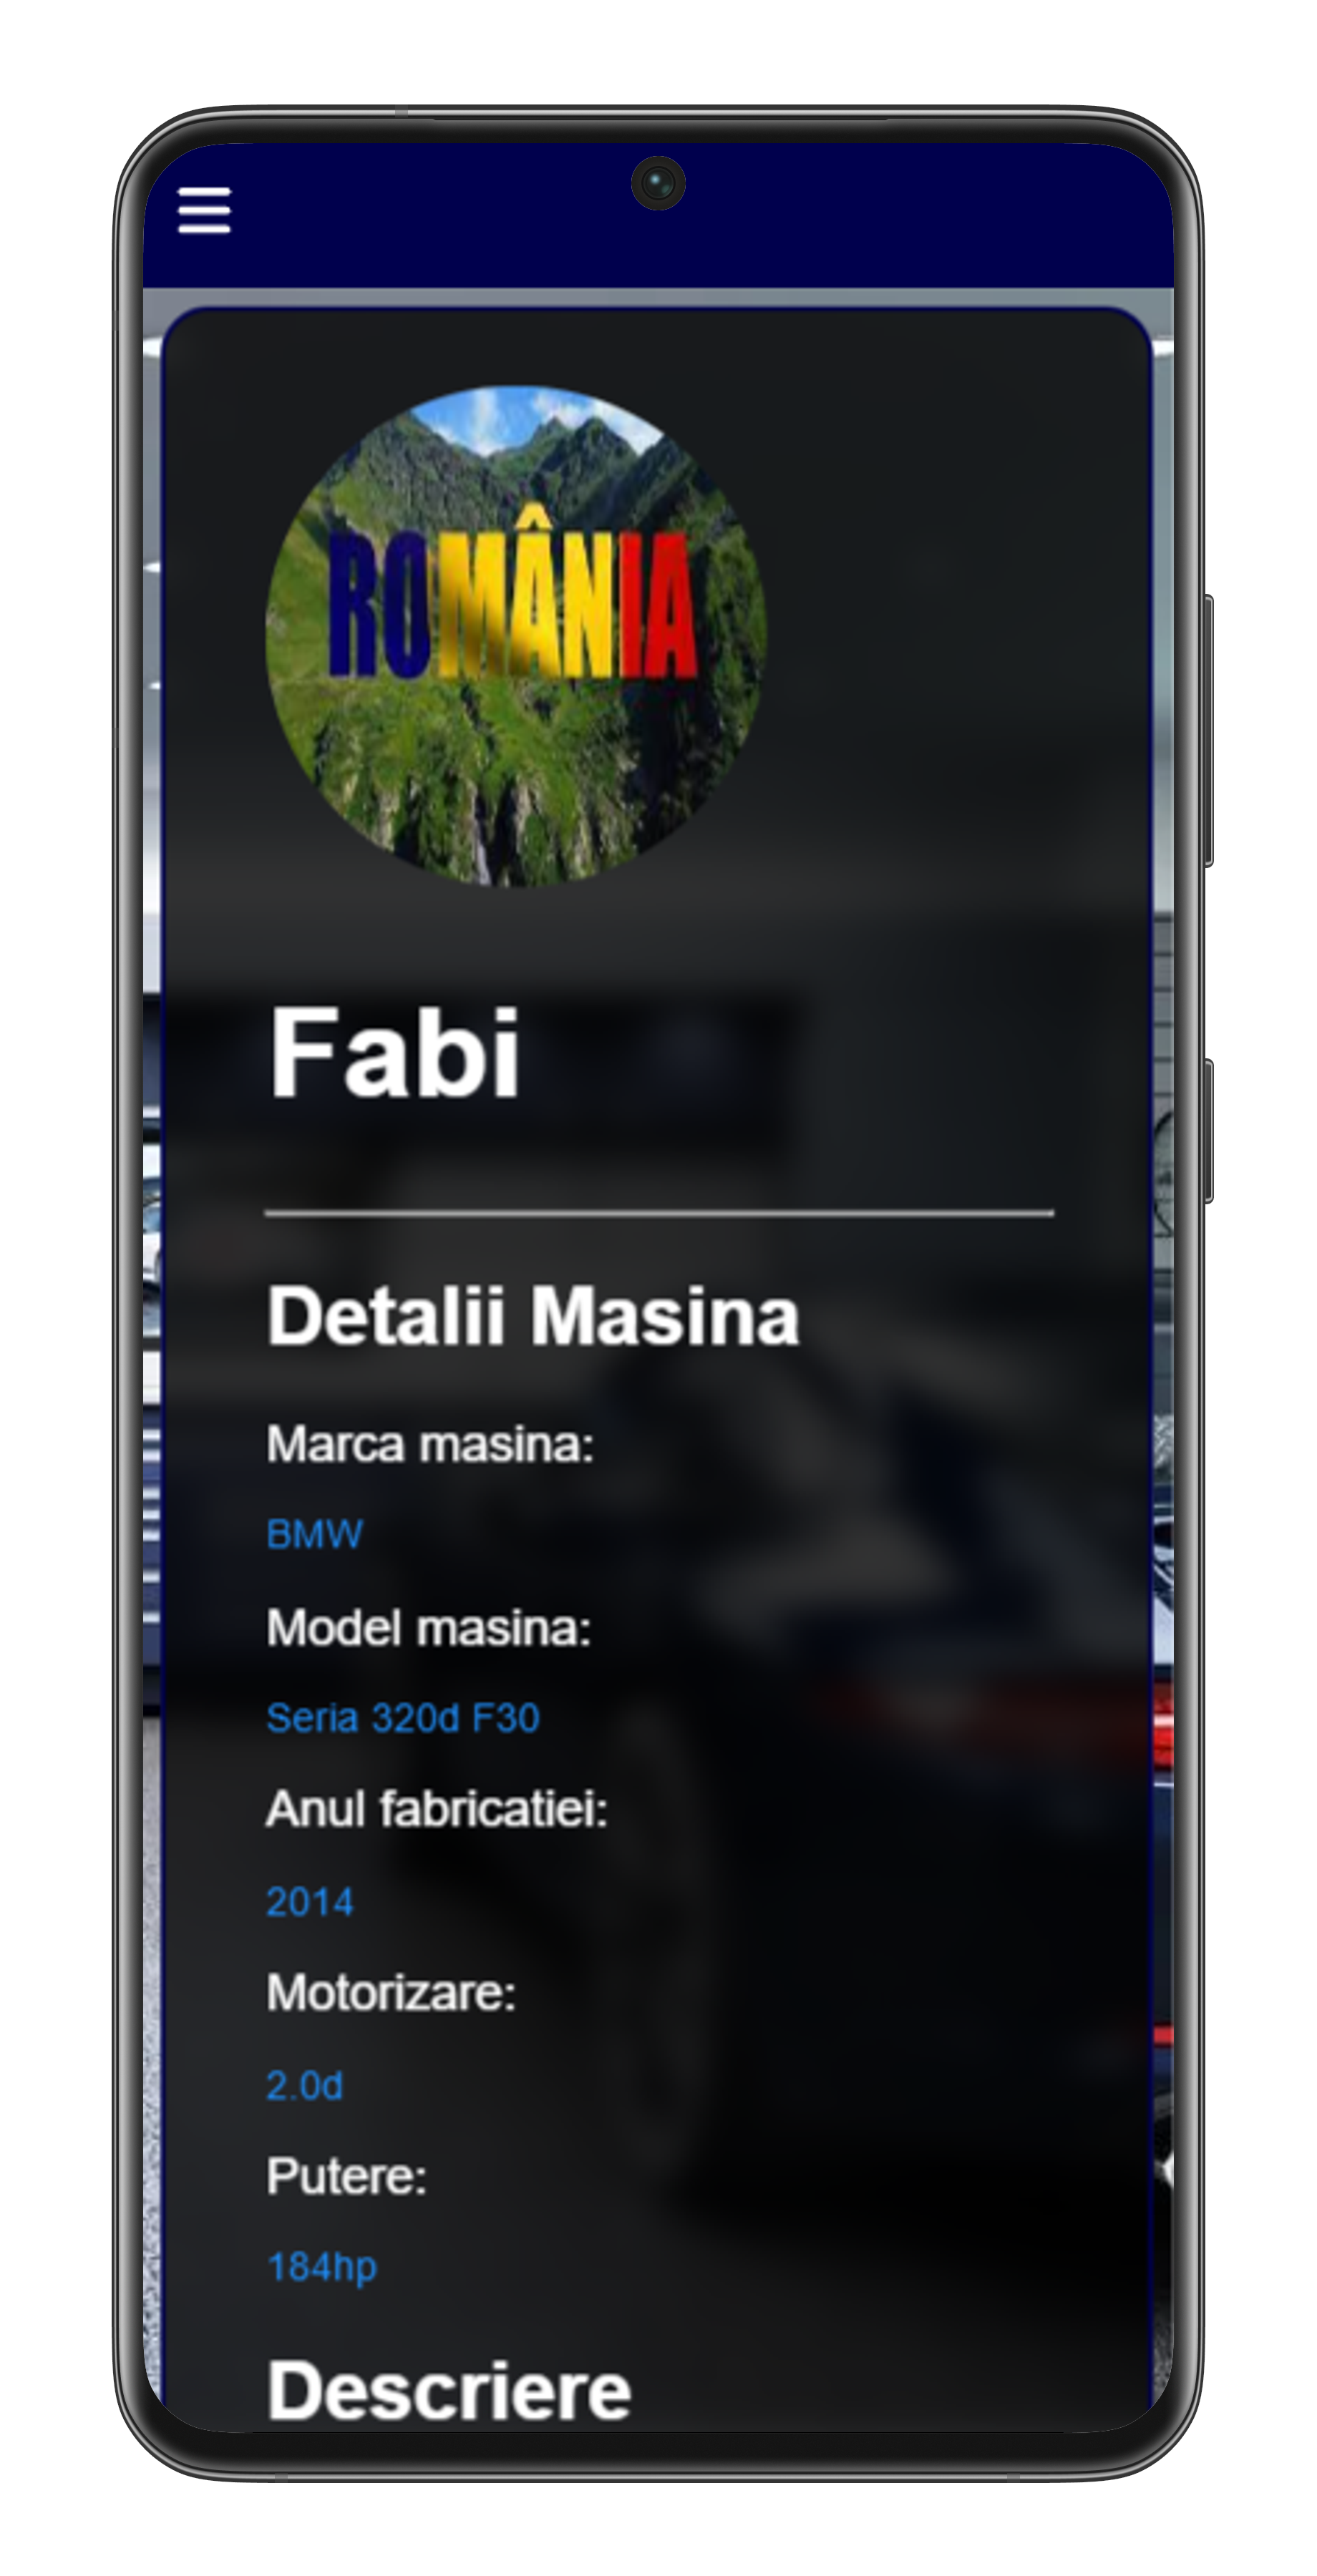 ROMÂNIA
Fabi
Detalii Masina
Marca masina:
BMW
Model masina:
Seria 320d F30
Anul fabricatiei:
2014
Motorizare:
2.0d
Putere:
184hp
Descriere